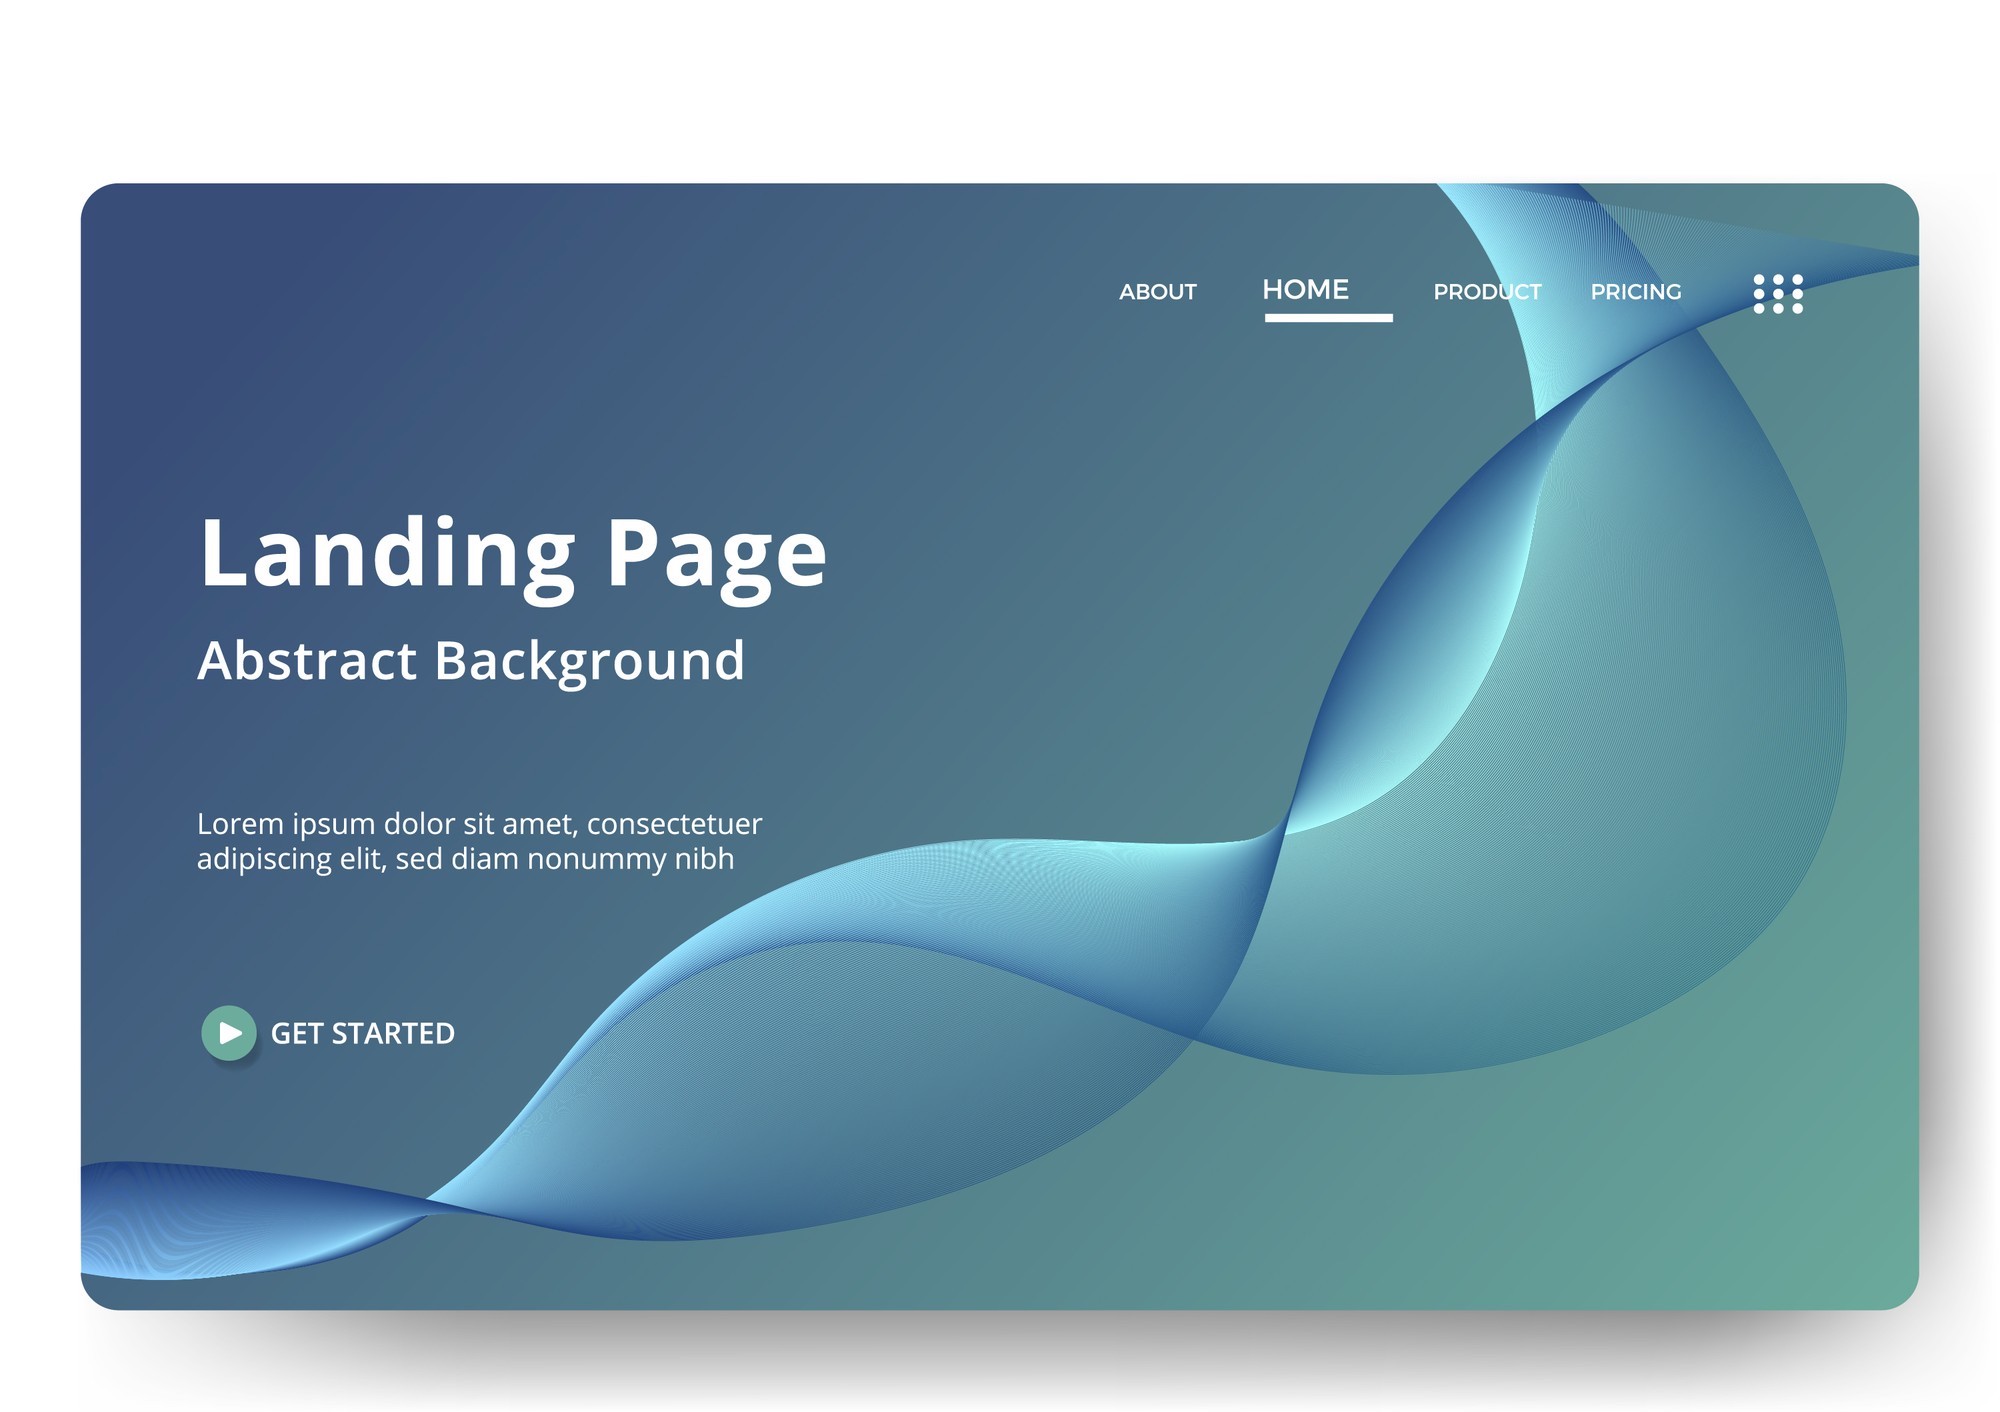 ABOUT HOME PRODUCT PRICING
Landing Page
Abstract Background
Lorem ipsum dolor sit amet, consectetuer
adipiscing elit, sed diam nonummy nibh
GET STARTED